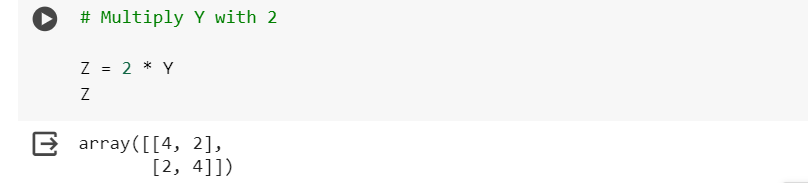 # Multiply Y with 2
Z = 2 * Y
Z
array([[4, 2],
       [2, 4]])